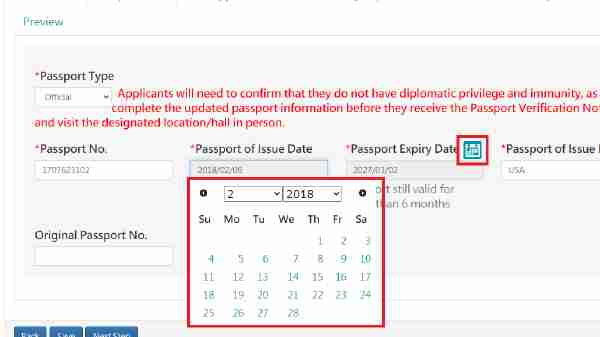 Preview
*Passport Type
Official
Applicants will need to confirm that they do not have diplomatic privilege and immunity, as
complete the updated passport information before they receive the Passport Verification No
and visit the designated location/hall in person.
*Passport No. *Passport of Issue Date *Passport Expiry Date *Passport of Issue
2027/03/02 USA
ort still valid for
than 6 months
2 2018
Su Mo Tu We Th Fr Sa
1 2 3
4 5 6 7 8 9 10
11 12 13 14 15 16 17
18 19 20 21 22 23 24
25 26 27 28
Original Passport No.
Back Save Next Step